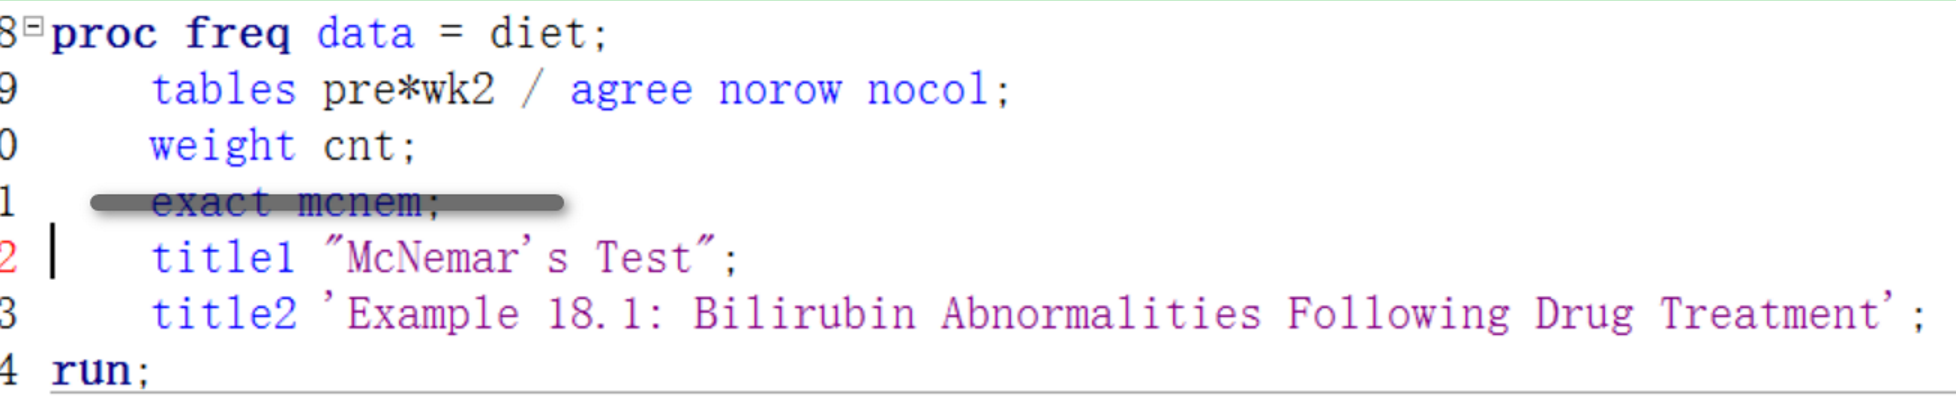 8 proc freq data = diet;
9 tables pre*wk2 / agree norow nocol;
0 weight cnt;
1 exact mcnem;
2 title1 "McNemar's Test";
3 title2 'Example 18.1: Bilirubin Abnormalities Following Drug Treatment';
4 run;